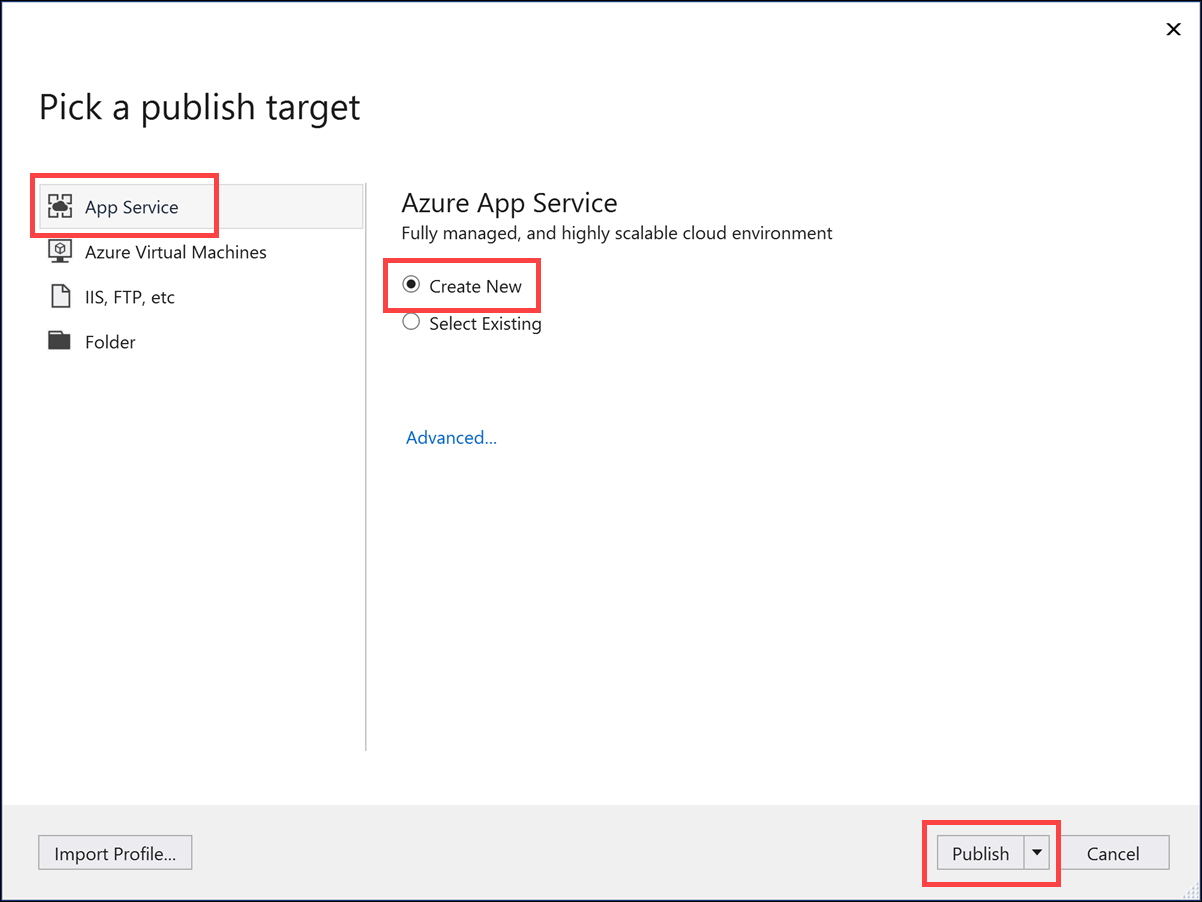 Pick a publish target
App Service
Azure Virtual Machines
IIS, FTP, etc
Folder
Azure App Service
Fully managed, and highly scalable cloud environment
Create New
Select Existing
Advanced...
Import Profile...
Publish
Cancel